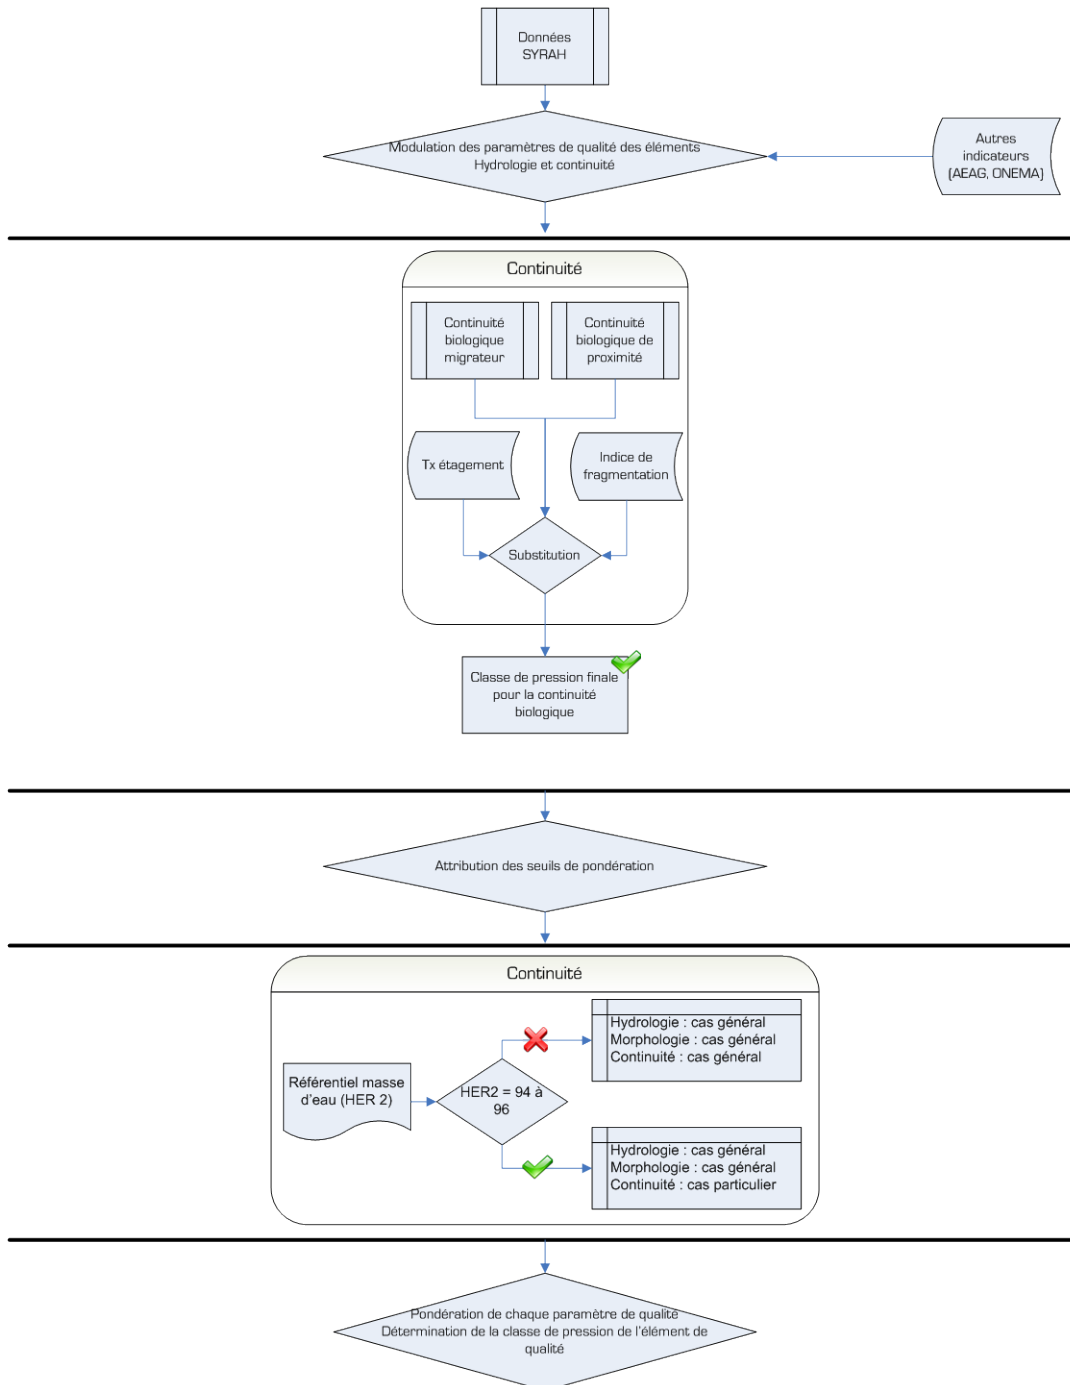 Données
SYRAH
Modulation des paramètres de qualité des éléments
Hydrologie et continuité
Autres
indicateurs
(AEAG, ONEMA)
Continuité
Continuité
biologique
migrateur
Continuité
biologique de
proximité
Tx étagement
Indice de
fragmentation
Substitution
Classe de pression finale
pour la continuité
biologique
Attribution des seuils de pondération
Continuité
Référentiel masse
d'eau (HER 2)
HER2 = 94 à
96
Hydrologie : cas général
Morphologie : cas général
Continuité : cas général
Hydrologie : cas général
Morphologie : cas général
Continuité : cas particulier
Pondération de chaque paramètre de qualité
Détermination de la classe de pression de l'élément de
qualité